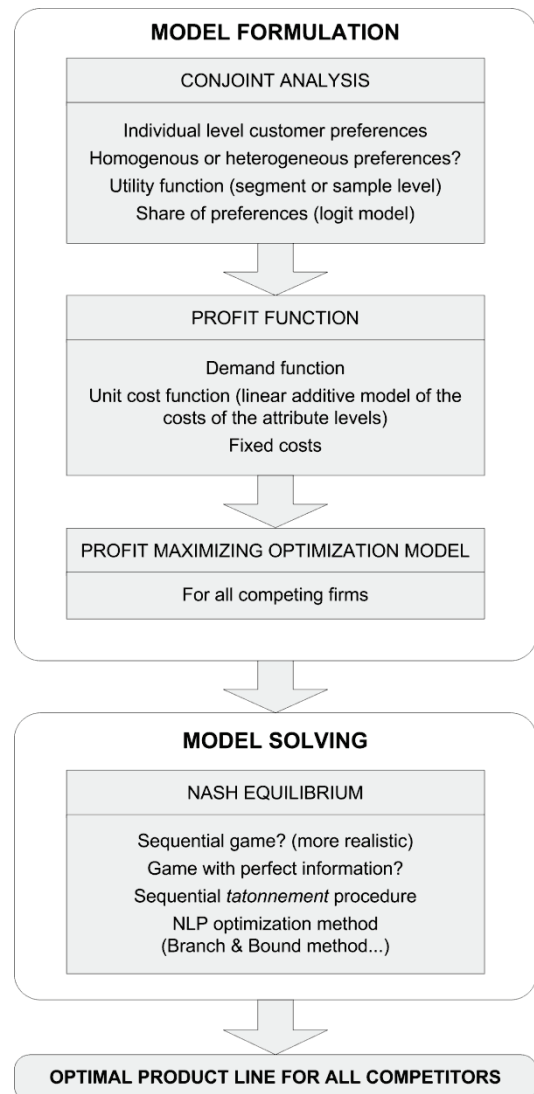 MODEL FORMULATION
CONJOINT ANALYSIS
Individual level customer preferences
Homogenous or heterogeneous preferences?
Utility function (segment or sample level)
Share of preferences (logit model)
PROFIT FUNCTION
Demand function
Unit cost function (linear additive model of the
costs of the attribute levels)
Fixed costs
PROFIT MAXIMIZING OPTIMIZATION MODEL
For all competing firms
MODEL SOLVING
NASH EQUILIBRIUM
Sequential game? (more realistic)
Game with perfect information?
Sequential tatonnement procedure
NLP optimization method
(Branch & Bound method...)
OPTIMAL PRODUCT LINE FOR ALL COMPETITORS